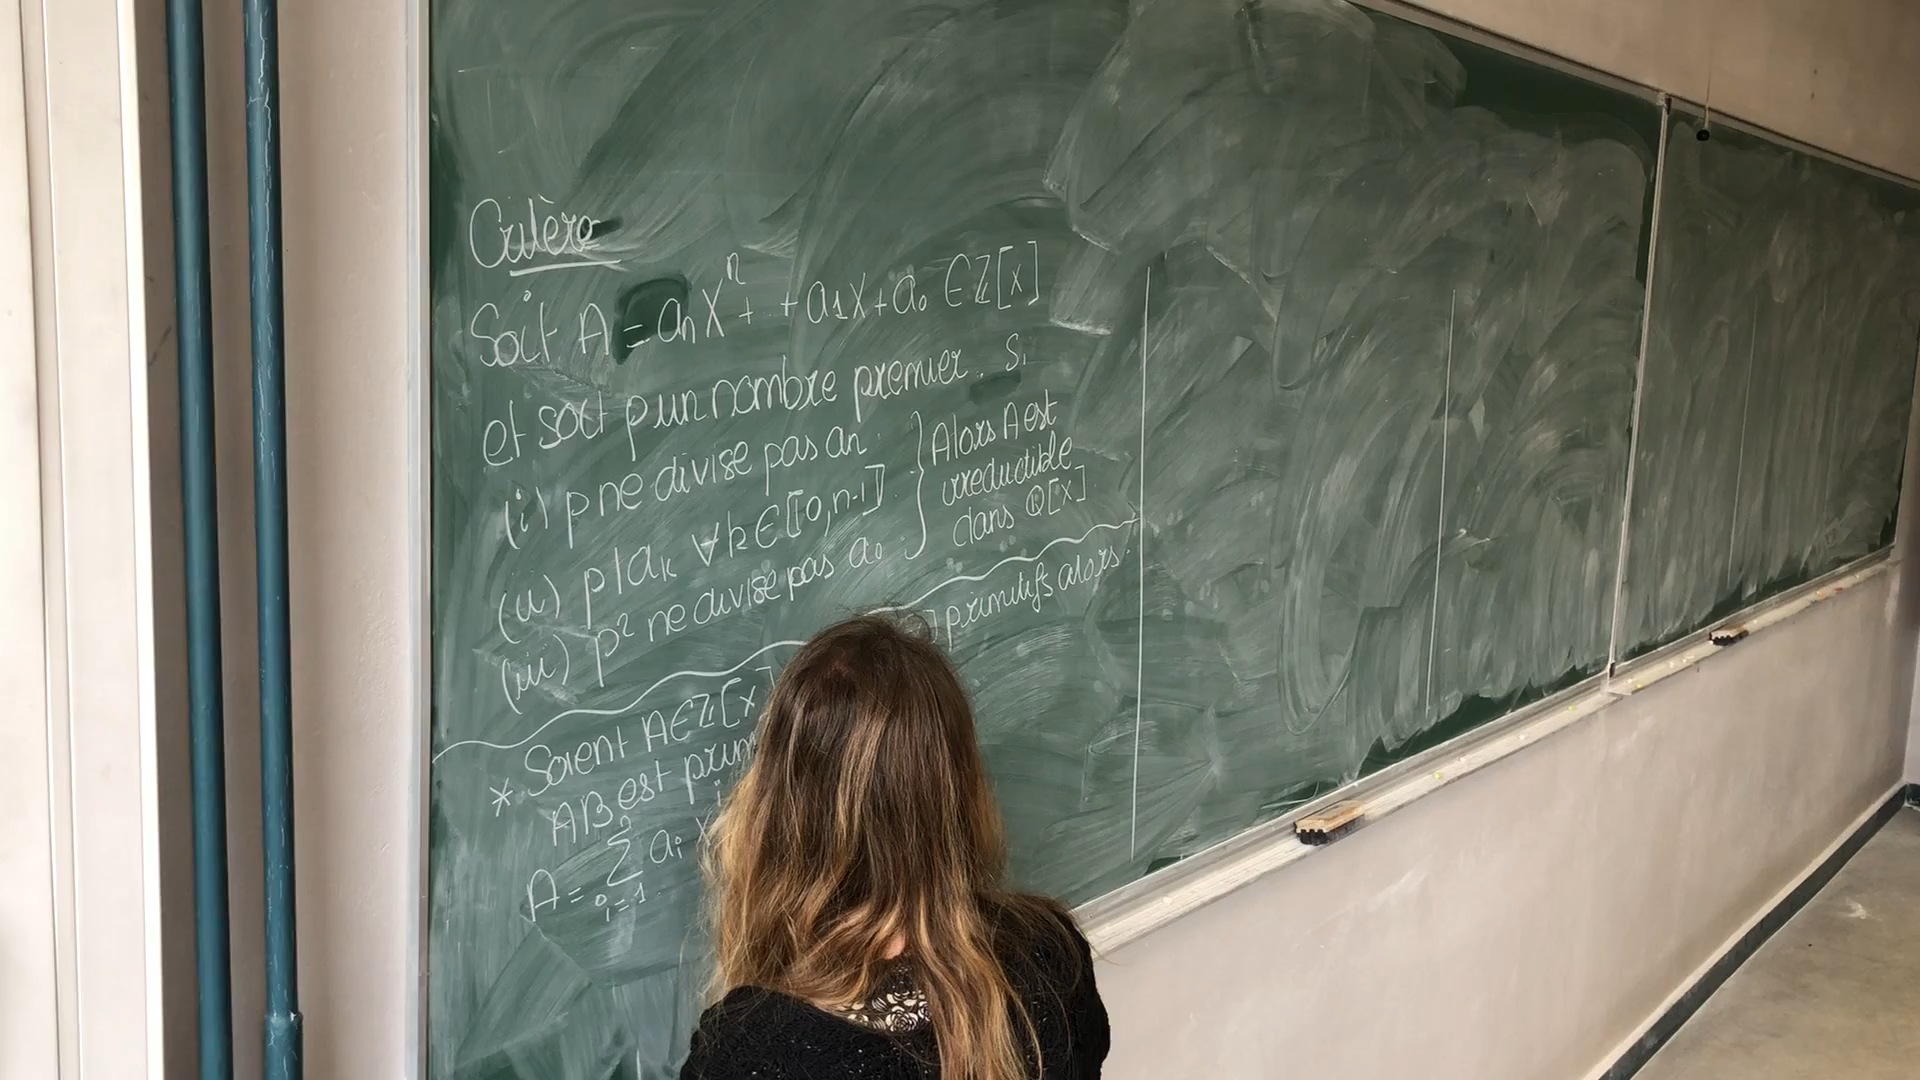 Critère
Soit A = aₙXⁿ + .. + a₁X + a₀ ∈ ℤ[X]
et soit p un nombre premier. Si
(i) p ne divise pas an
(ii) p | aₖ ∀k ∈ [[0, n-1]]
(iii) p² ne divise pas a₀
} Alors A est
irreductible
dans ℚ[X]
* Soient A ∈ ℤ[X] primitifs alors.
AB est prim
A = Σ aᵢ X
i=1